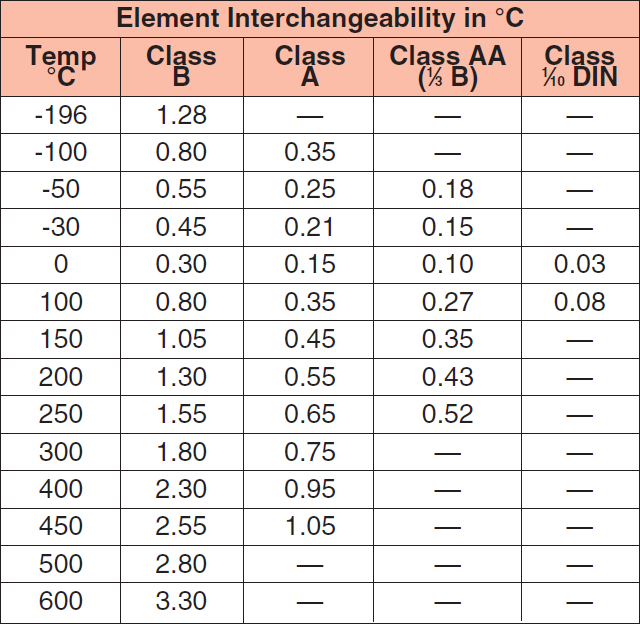 Element Interchangeability in °C
Temp °C Class B Class A Class AA (⅓ B) Class ⅒ DIN
-196 1.28 — — —
-100 0.80 0.35 — —
-50 0.55 0.25 0.18 —
-30 0.45 0.21 0.15 —
0 0.30 0.15 0.10 0.03
100 0.80 0.35 0.27 0.08
150 1.05 0.45 0.35 —
200 1.30 0.55 0.43 —
250 1.55 0.65 0.52 —
300 1.80 0.75 — —
400 2.30 0.95 — —
450 2.55 1.05 — —
500 2.80 — — —
600 3.30 — — —